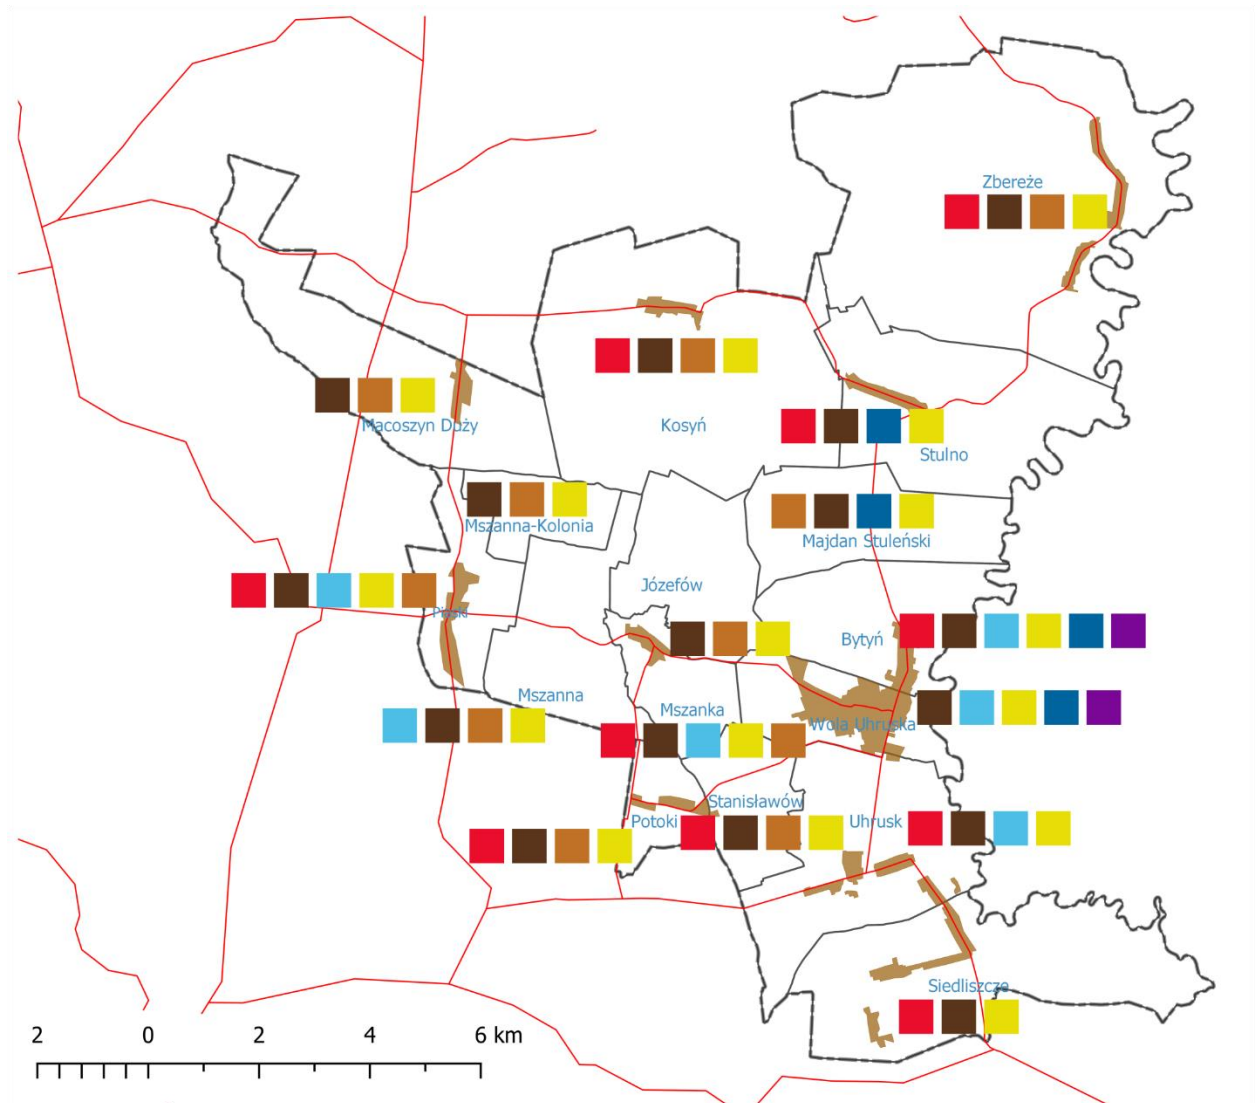 Zbereże
Macoszyn Duży
Kosyń
Stulno
Mszanna-Kolonia
Majdan Stuleński
Józefów
Piaski
Bytyń
Mszanna
Mszanka
Wola Uhruska
Stanisławów
Potoki
Uhrusk
Siedliszcze
2 0 2 4 6 km